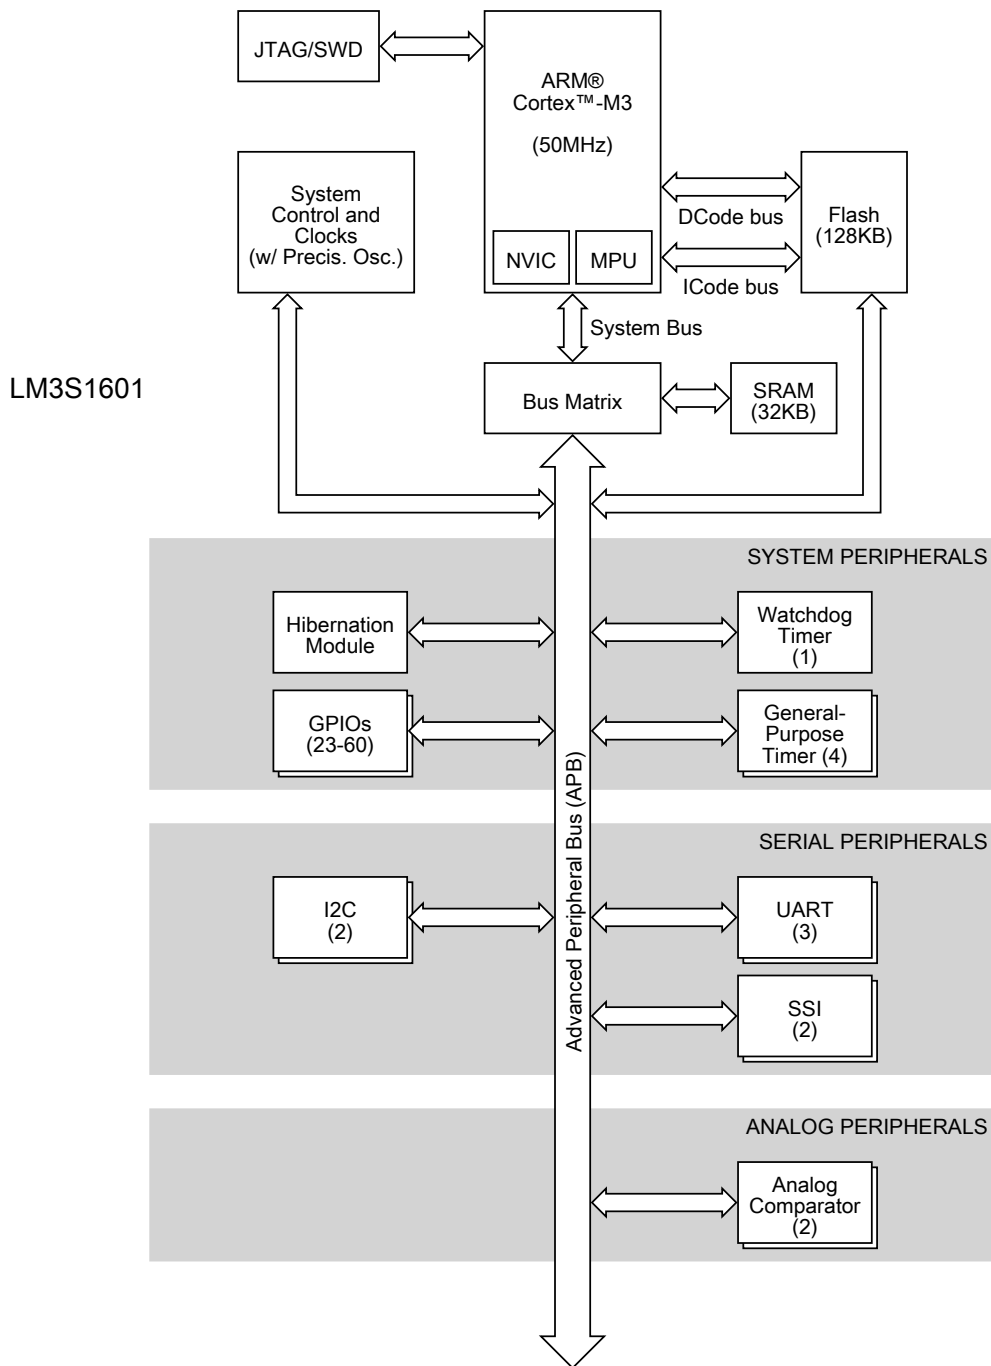 JTAG/SWD
ARM®
Cortex™-M3
(50MHz)
NVIC
MPU
System
Control and
Clocks
(w/ Precis. Osc.)
DCode bus
ICode bus
Flash
(128KB)
System Bus
LM3S1601
Bus Matrix
SRAM
(32KB)
SYSTEM PERIPHERALS
Hibernation
Module
Watchdog
Timer
(1)
GPIOs
(23-60)
General-
Purpose
Timer (4)
Advanced Peripheral Bus (APB)
SERIAL PERIPHERALS
I2C
(2)
UART
(3)
SSI
(2)
ANALOG PERIPHERALS
Analog
Comparator
(2)